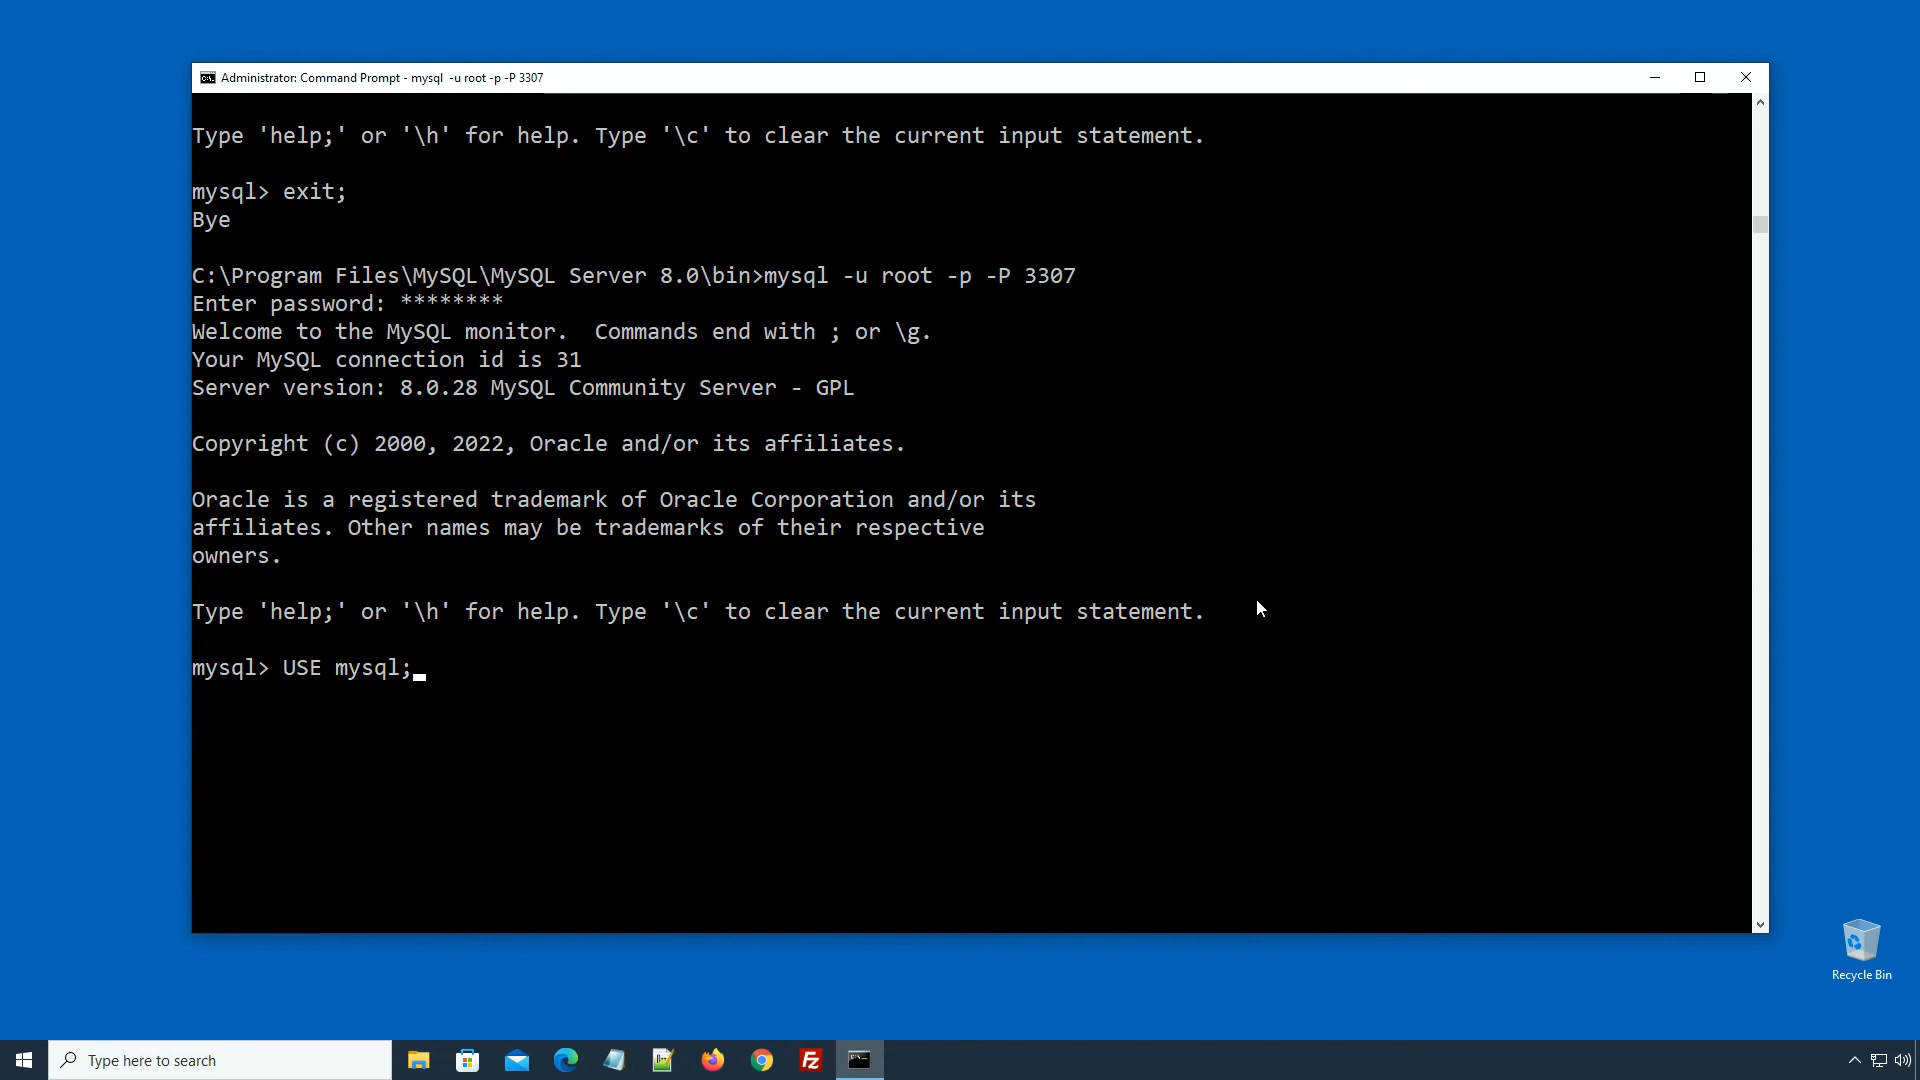 Administrator: Command Prompt - mysql  -u root -p -P 3307
Type 'help;' or '\h' for help. Type '\c' to clear the current input statement.
mysql> exit;
Bye
C:\Program Files\MySQL\MySQL Server 8.0\bin>mysql -u root -p -P 3307
Enter password: ********
Welcome to the MySQL monitor.  Commands end with ; or \g.
Your MySQL connection id is 31
Server version: 8.0.28 MySQL Community Server - GPL
Copyright (c) 2000, 2022, Oracle and/or its affiliates.
Oracle is a registered trademark of Oracle Corporation and/or its
affiliates. Other names may be trademarks of their respective
owners.
Type 'help;' or '\h' for help. Type '\c' to clear the current input statement.
mysql> USE mysql;
Recycle Bin
Type here to search